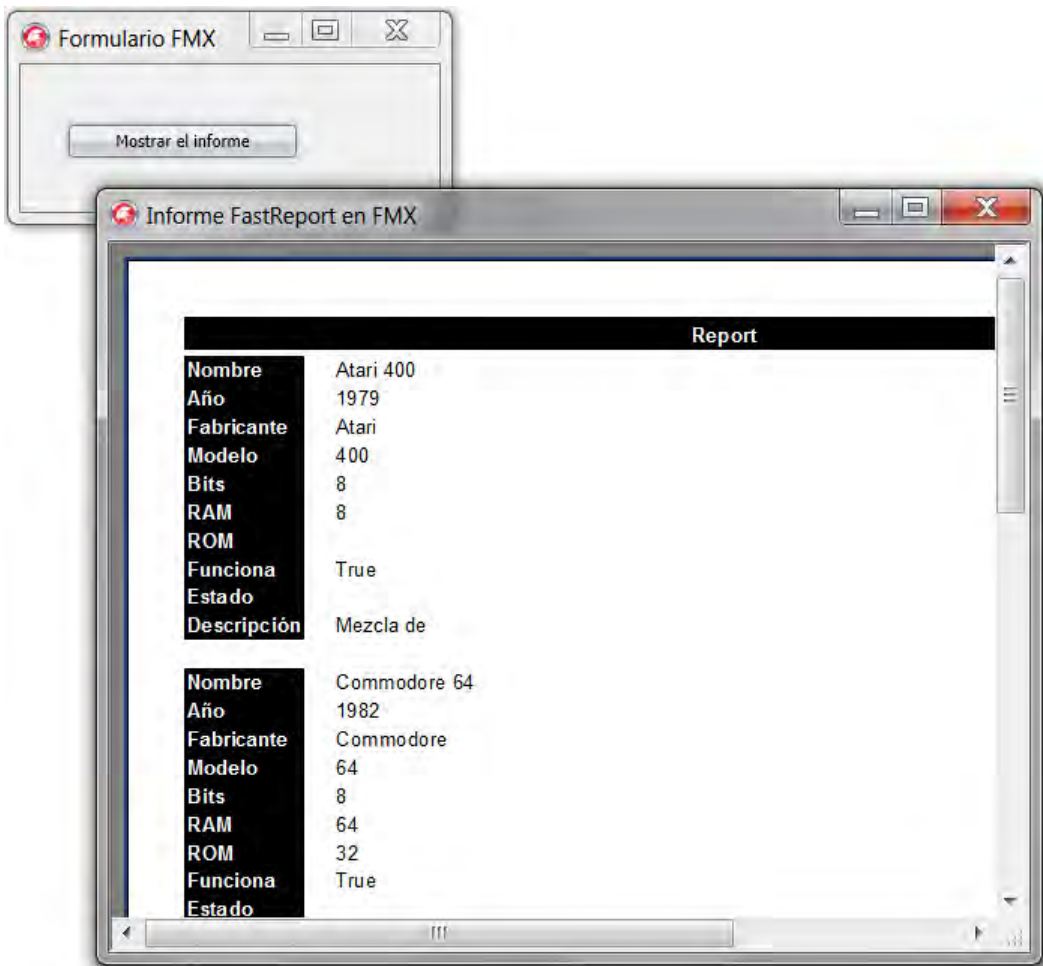 Formulario FMX
Mostrar el informe
Informe FastReport en FMX
Report
Nombre Atari 400
Año 1979
Fabricante Atari
Modelo 400
Bits 8
RAM 8
ROM
Funciona True
Estado
Descripción Mezcla de
Nombre Commodore 64
Año 1982
Fabricante Commodore
Modelo 64
Bits 8
RAM 64
ROM 32
Funciona True
Estado